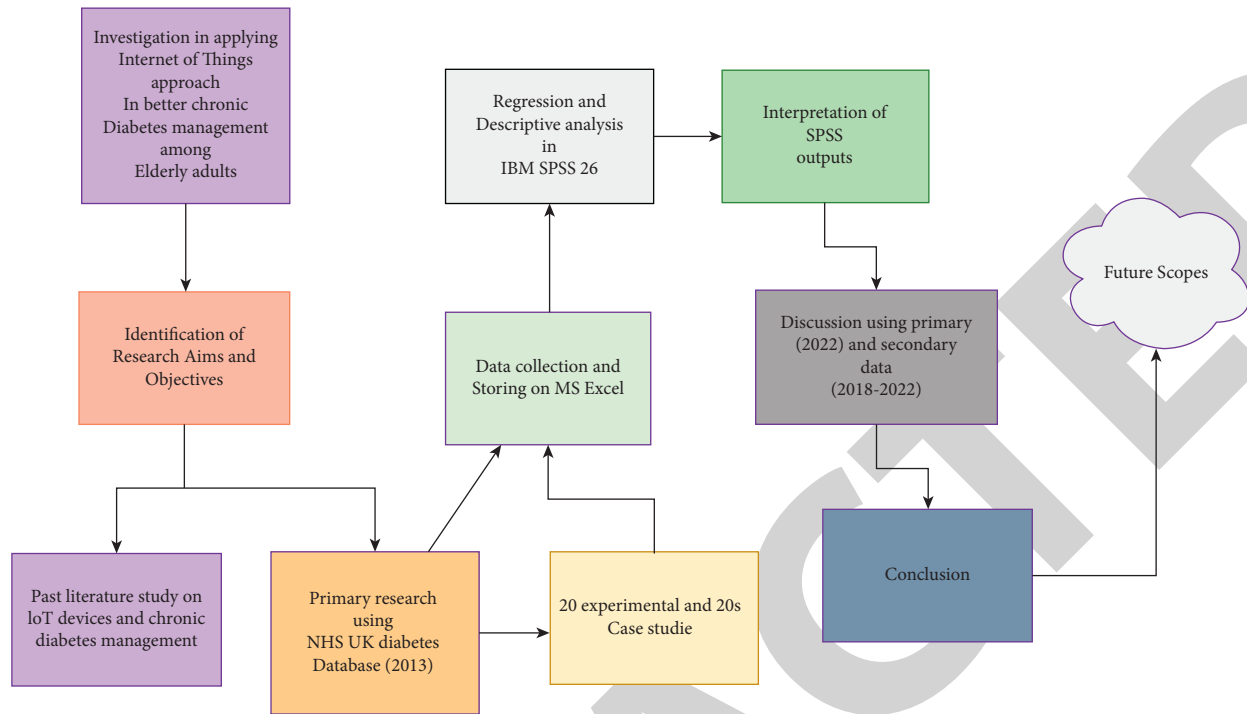 Investigation in applying
Internet of Things
approach
In better chronic
Diabetes management
among
Elderly adults
Identification of
Research Aims and
Objectives
Past literature study on
loT devices and chronic
diabetes management
Primary research
using
NHS UK diabetes
Database (2013)
20 experimental and 20s
Case studie
Data collection and
Storing on MS Excel
Regression and
Descriptive analysis
in
IBM SPSS 26
Interpretation of
SPSS
outputs
Discussion using primary
(2022) and secondary
data
(2018-2022)
Conclusion
Future Scopes